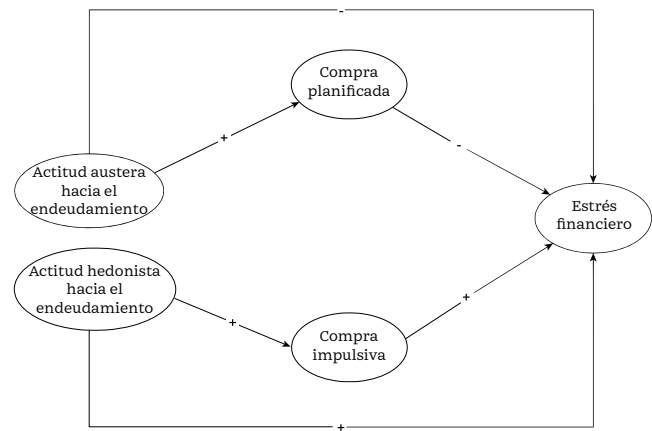 -
Compra
planificada
+
-
Actitud austera
hacia el
endeudamiento
Estrés
financiero
Actitud hedonista
hacia el
endeudamiento
+
+
Compra
impulsiva
+